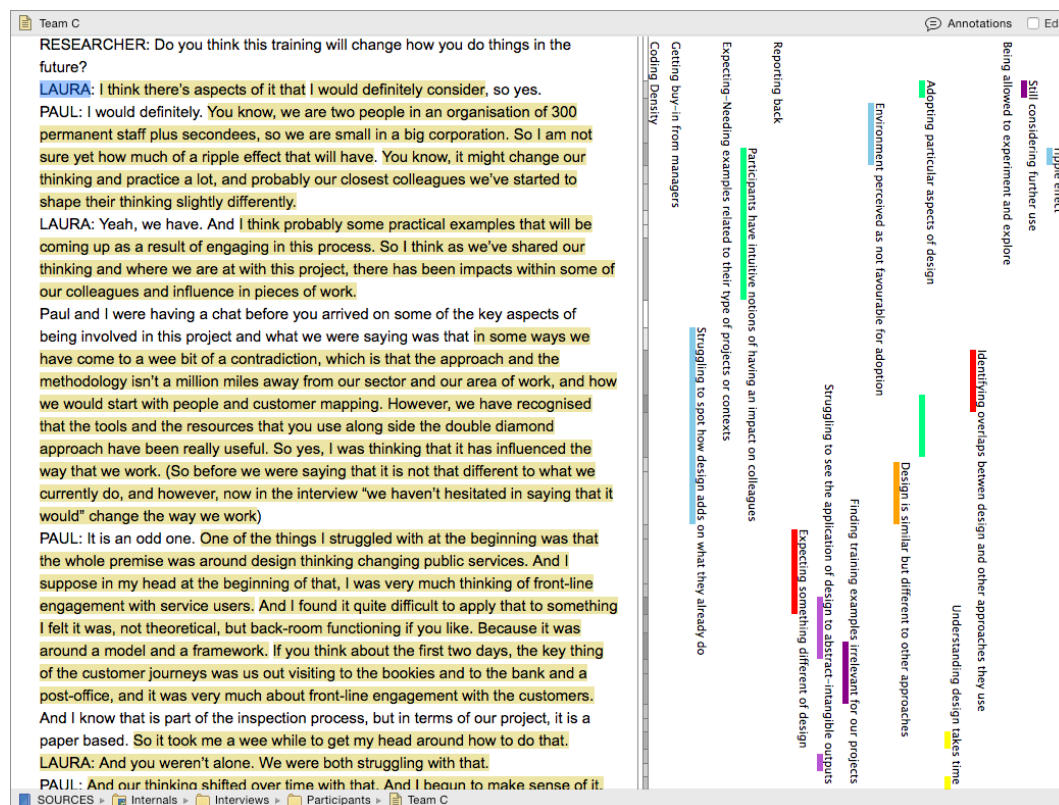 Team C
Annotations
Ed
RESEARCHER: Do you think this training will change how you do things in the
future?
LAURA: I think there's aspects of it that I would definitely consider, so yes.
PAUL: I would definitely. You know, we are two people in an organisation of 300
permanent staff plus secondees, so we are small in a big corporation. So I am not
sure yet how much of a ripple effect that will have. You know, it might change our
thinking and practice a lot, and probably our closest colleagues we've started to
shape their thinking slightly differently.
LAURA: Yeah, we have. And I think probably some practical examples that will be
coming up as a result of engaging in this process. So I think as we've shared our
thinking and where we are at with this project, there has been impacts within some of
our colleagues and influence in pieces of work.
Paul and I were having a chat before you arrived on some of the key aspects of
being involved in this project and what we were saying was that in some ways we
have come to a wee bit of a contradiction, which is that the approach and the
methodology isn't a million miles away from our sector and our area of work, and how
we would start with people and customer mapping. However, we have recognised
that the tools and the resources that you use along side the double diamond
approach have been really useful. So yes, I was thinking that it has influenced the
way that we work. (So before we were saying that it is not that different to what we
currently do, and however, now in the interview "we haven't hesitated in saying that it
would" change the way we work)
PAUL: It is an odd one. One of the things I struggled with at the beginning was that
the whole premise was around design thinking changing public services. And I
suppose in my head at the beginning of that, I was very much thinking of front-line
engagement with service users. And I found it quite difficult to apply that to something
I felt it was, not theoretical, but back-room functioning if you like. Because it was
around a model and a framework. If you think about the first two days, the key thing
of the customer journeys was us out visiting to the bookies and to the bank and a
post-office, and it was very much about front-line engagement with the customers.
And I know that is part of the inspection process, but in terms of our project, it is a
paper based. So it took me a wee while to get my head around how to do that.
LAURA: And you weren't alone. We were both struggling with that.
PAUL: And our thinking shifted over time with that. And I begun to make sense of it.
Coding Density
Getting buy-in from managers
Struggling to spot how design adds on what they already do
Expecting-Needing examples related to their type of projects or contexts
Participants have intuitive notions of having an impact on colleagues
Reporting back
Expecting something different of design
Struggling to see the application of design to abstract-intangible outputs
Finding training examples irrelevant for our projects
Environment perceived as not favourable for adoption
Design is similar but different to other approaches
Adopting particular aspects of design
Understanding design takes time
Identifying overlaps betwen design and other approaches they use
Being allowed to experiment and explore
Still considering further use
ripple effect
SOURCES Internals Interviews Participants Team C